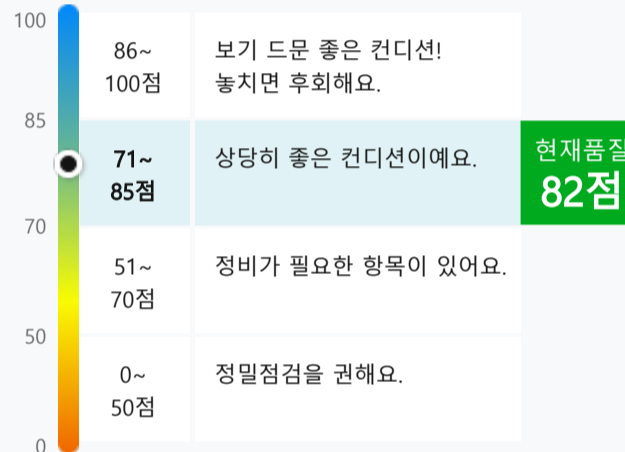 100
86~
100점
보기 드문 좋은 컨디션!
놓치면 후회해요.
85
71~
85점
상당히 좋은 컨디션이예요.
현재품질
82점
70
51~
70점
정비가 필요한 항목이 있어요.
50
0~
50점
정밀점검을 권해요.
0